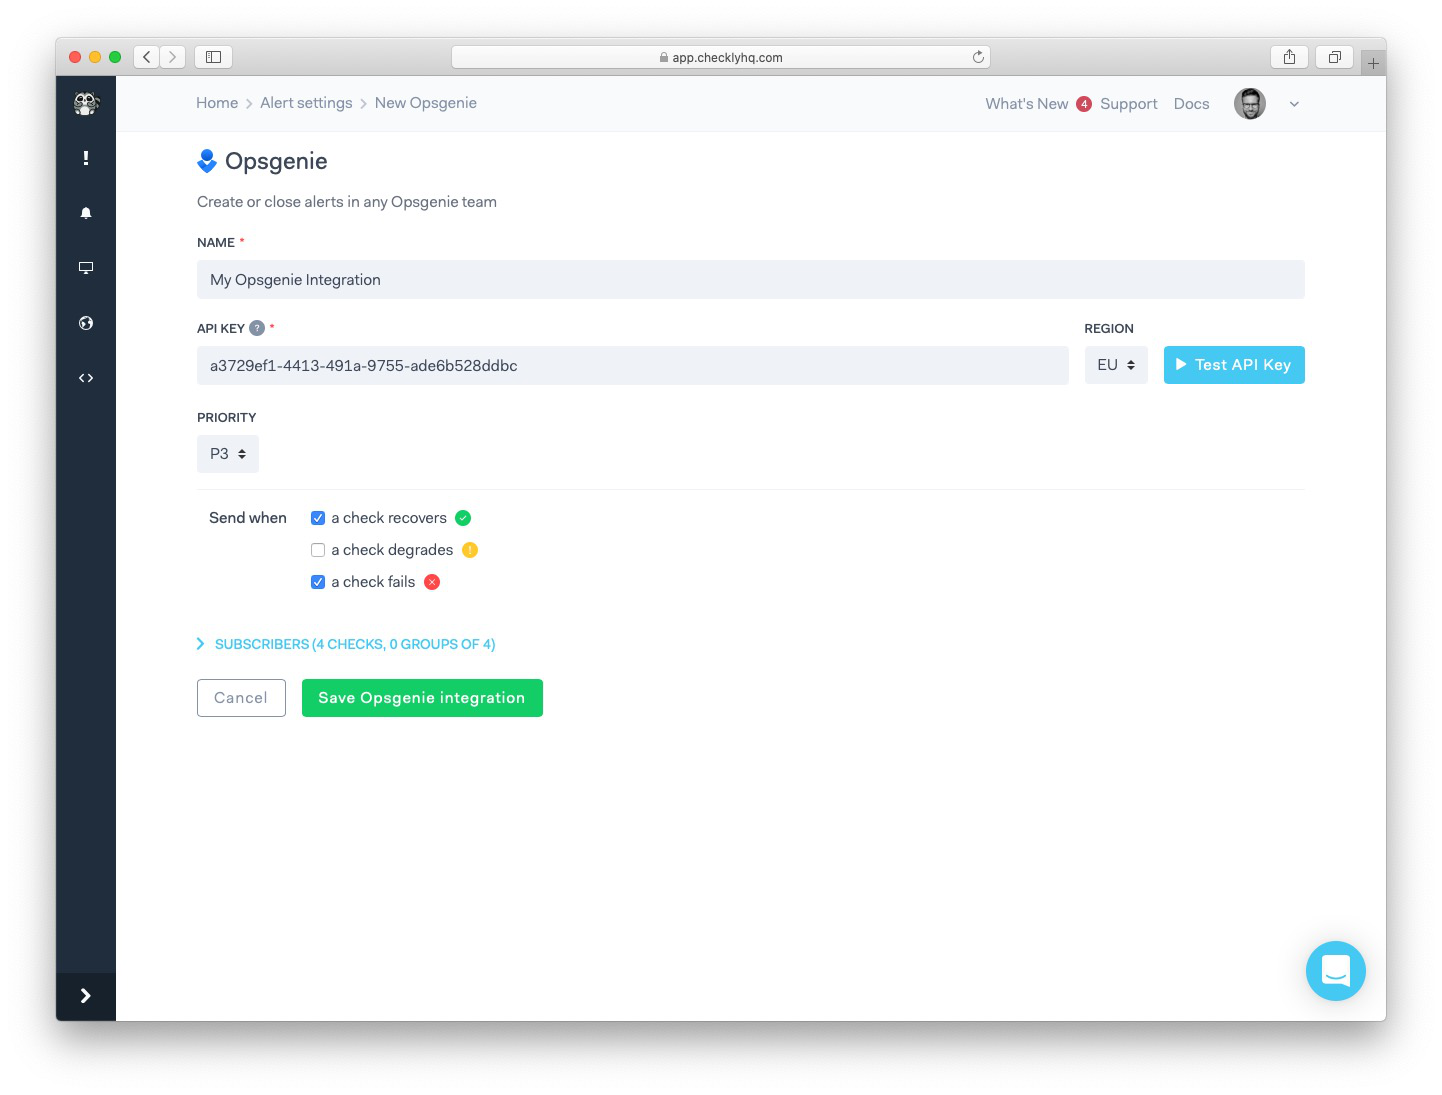 app.checklyhq.com
Home > Alert settings > New Opsgenie
What's New 4 Support Docs
Opsgenie
Create or close alerts in any Opsgenie team
NAME *
My Opsgenie Integration
API KEY ? *
REGION
a3729ef1-4413-491a-9755-ade6b528ddbc
EU
Test API Key
PRIORITY
P3
Send when
a check recovers
a check degrades
a check fails
SUBSCRIBERS (4 CHECKS, 0 GROUPS OF 4)
Cancel
Save Opsgenie integration